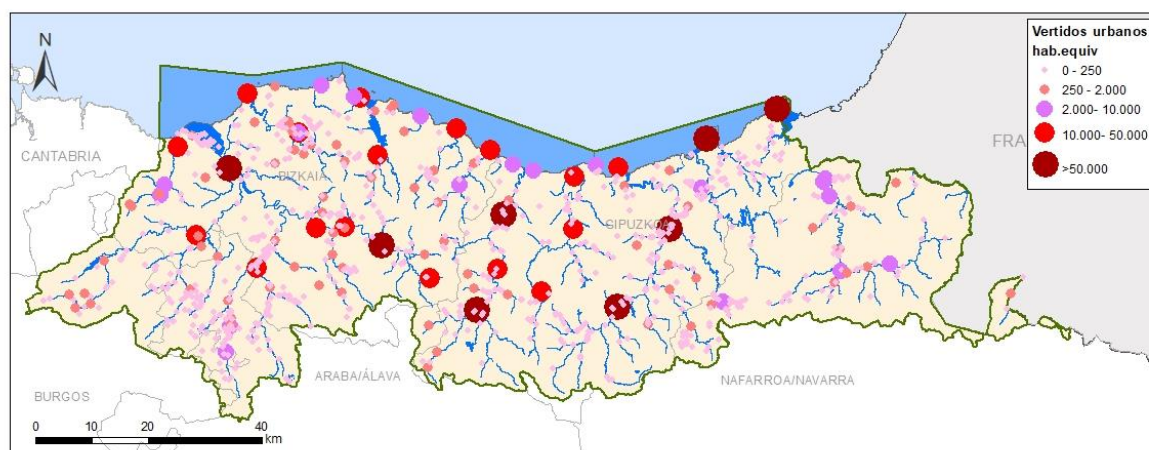 N
Vertidos urbanos
hab.equiv
0 - 250
250 - 2.000
2.000 - 10.000
10.000- 50.000
>50.000
FRA
CANTABRIA
BIZKAIA
GIPUZKOA
ARABA/ÁLAVA
NAFARROA/NAVARRA
BURGOS
0 10 20 40
km